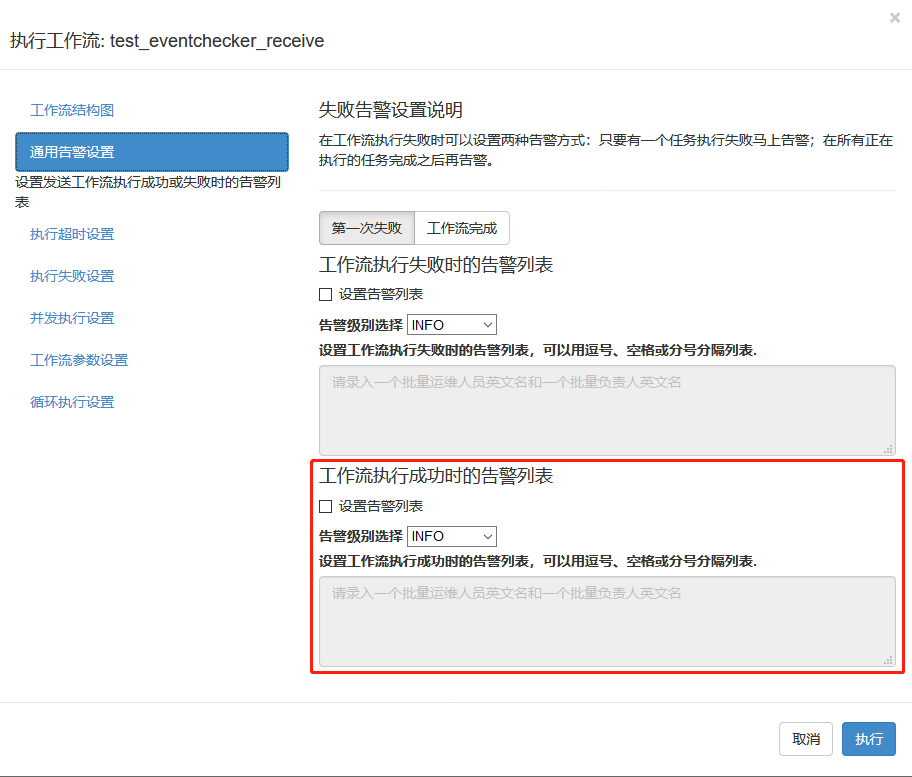 ×
执行工作流: test_eventchecker_receive
工作流结构图
通用告警设置
设置发送工作流执行成功或失败时的告警列
表
执行超时设置
执行失败设置
并发执行设置
工作流参数设置
循环执行设置
失败告警设置说明
在工作流执行失败时可以设置两种告警方式：只要有一个任务执行失败马上告警；在所有正在
执行的任务完成之后再告警。
第一次失败 工作流完成
工作流执行失败时的告警列表
设置告警列表
告警级别选择 INFO
设置工作流执行失败时的告警列表，可以用逗号、空格或分号分隔列表.
请录入一个批量运维人员英文名和一个批量负责人英文名
工作流执行成功时的告警列表
设置告警列表
告警级别选择 INFO
设置工作流执行成功时的告警列表，可以用逗号、空格或分号分隔列表.
请录入一个批量运维人员英文名和一个批量负责人英文名
取消 执行